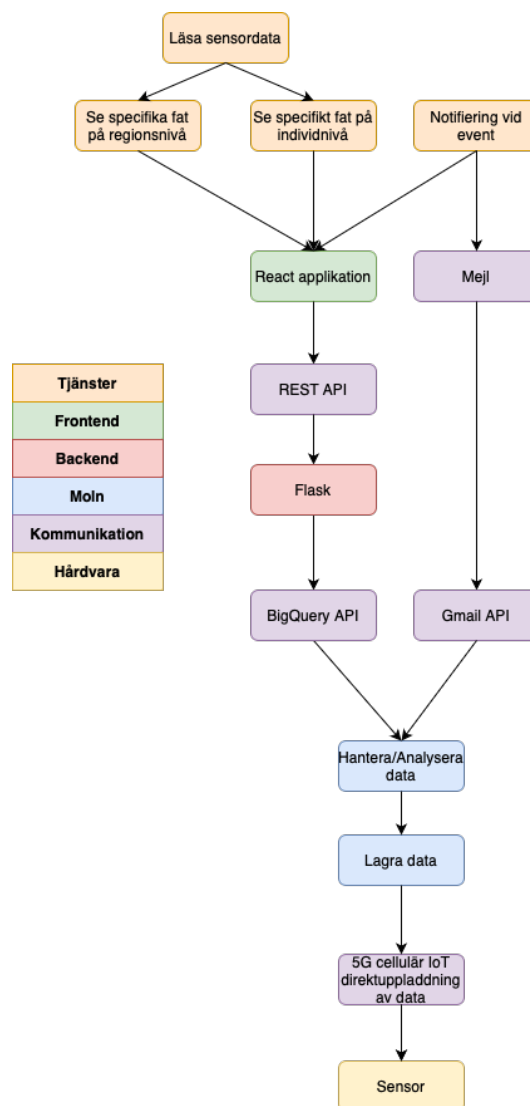 Läsa sensordata
Se specifika fat
på regionsnivå
Se specifikt fat på
individnivå
Notifiering vid
event
React applikation
Mejl
REST API
Tjänster
Frontend
Backend
Moln
Kommunikation
Hårdvara
Flask
BigQuery API
Gmail API
Hantera/Analysera
data
Lagra data
5G cellulär IoT
direktuppladdning
av data
Sensor